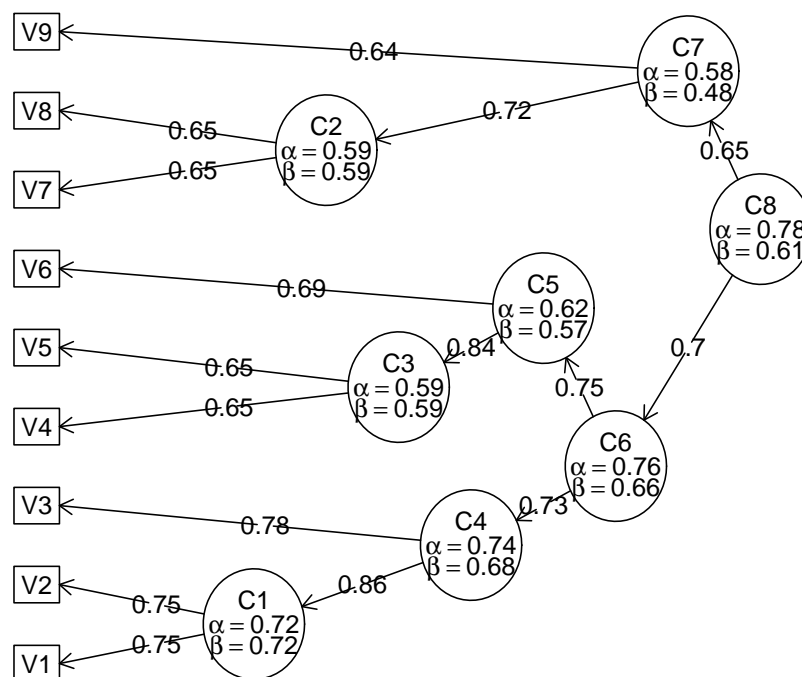 V9
C7
α = 0.58
β = 0.48
0.64
V8
C2
α = 0.59
β = 0.59
0.72
0.65
0.65
0.65
V7
C8
α = 0.78
β = 0.61
V6
C5
α = 0.62
β = 0.57
0.69
V5
C3
α = 0.59
β = 0.59
0.84
0.7
0.65
0.65
0.75
V4
C6
α = 0.76
β = 0.66
V3
C4
α = 0.74
β = 0.68
0.73
0.78
V2
C1
α = 0.72
β = 0.72
0.86
0.75
0.75
V1